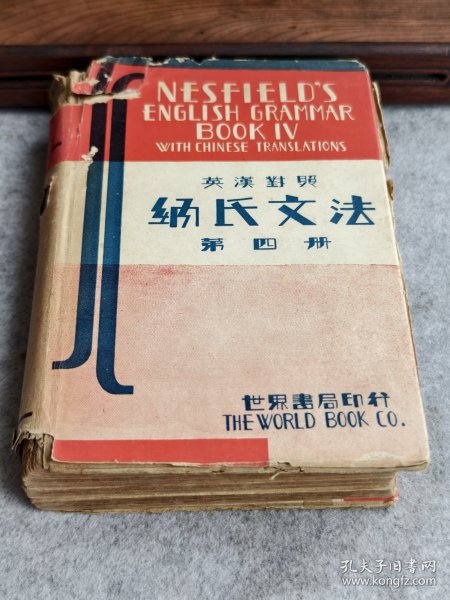 NESFIELD'S
ENGLISH GRAMMAR
BOOK IV
WITH CHINESE TRANSLATIONS
英漢對照
納氏文法
第四册
世界書局印行
THE WORLD BOOK CO.
孔夫子旧书网
www.kongfz.com